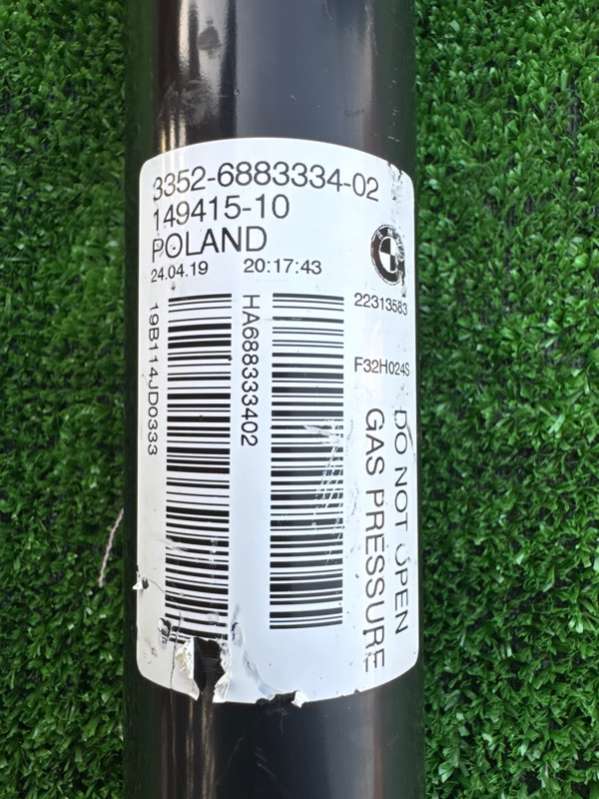 3352-6883334-02
149415-10
POLAND
24.04.19 20:17:43
22313583
F32H024S
19B114JD0333
HA688333402
DO NOT OPEN
GAS PRESSURE